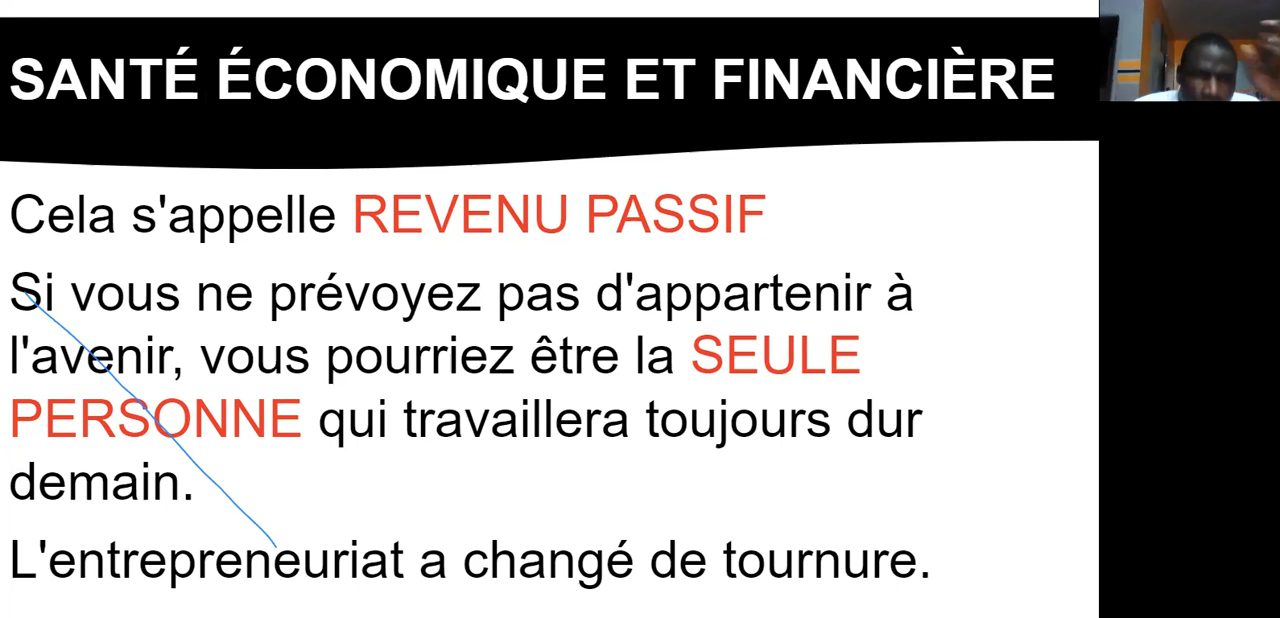 SANTÉ ÉCONOMIQUE ET FINANCIÈRE
Cela s'appelle REVENU PASSIF
Si vous ne prévoyez pas d'appartenir à
l'avenir, vous pourriez être la SEULE
PERSONNE qui travaillera toujours dur
demain.
L'entrepreneuriat a changé de tournure.